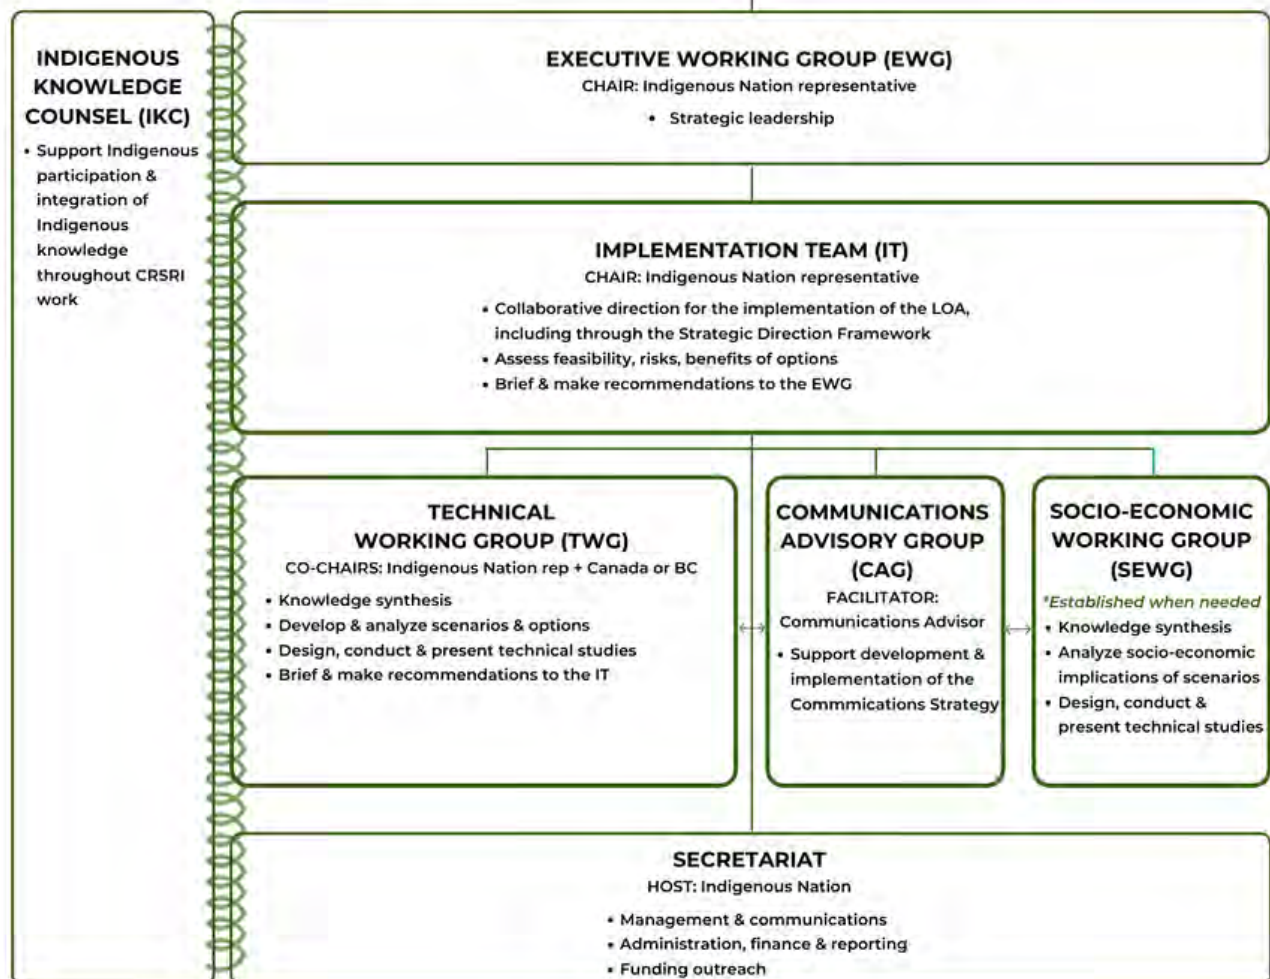 INDIGENOUS
KNOWLEDGE
COUNSEL (IKC)
• Support Indigenous
participation &
integration of
Indigenous
knowledge
throughout CRSRI
work
EXECUTIVE WORKING GROUP (EWG)
CHAIR: Indigenous Nation representative
• Strategic leadership
IMPLEMENTATION TEAM (IT)
CHAIR: Indigenous Nation representative
• Collaborative direction for the implementation of the LOA,
including through the Strategic Direction Framework
• Assess feasibility, risks, benefits of options
• Brief & make recommendations to the EWG
TECHNICAL
WORKING GROUP (TWG)
CO-CHAIRS: Indigenous Nation rep + Canada or BC
• Knowledge synthesis
• Develop & analyze scenarios & options
• Design, conduct & present technical studies
• Brief & make recommendations to the IT
COMMUNICATIONS
ADVISORY GROUP
(CAG)
FACILITATOR:
Communications Advisor
• Support development &
implementation of the
Commmications Strategy
SOCIO-ECONOMIC
WORKING GROUP
(SEWG)
*Established when needed
• Knowledge synthesis
• Analyze socio-economic
implications of scenarios
• Design, conduct &
present technical studies
SECRETARIAT
HOST: Indigenous Nation
• Management & communications
• Administration, finance & reporting
• Funding outreach